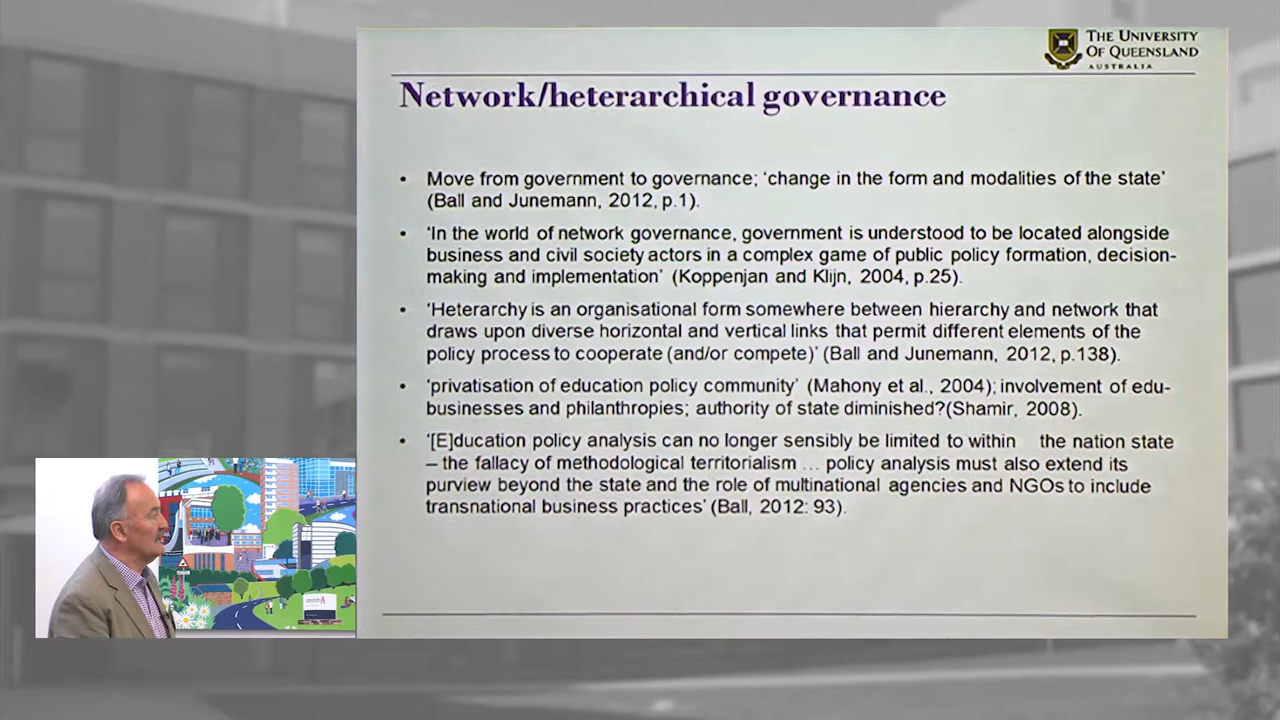 THE UNIVERSITY
OF QUEENSLAND
AUSTRALIA
Network/heterarchical governance
• Move from government to governance; ‘change in the form and modalities of the state’
(Ball and Junemann, 2012, p.1).
• ‘In the world of network governance, government is understood to be located alongside
business and civil society actors in a complex game of public policy formation, decision-
making and implementation’ (Koppenjan and Klijn, 2004, p.25).
• ‘Heterarchy is an organisational form somewhere between hierarchy and network that
draws upon diverse horizontal and vertical links that permit different elements of the
policy process to cooperate (and/or compete)’ (Ball and Junemann, 2012, p.138).
• ‘privatisation of education policy community’ (Mahony et al., 2004); involvement of edu-
businesses and philanthropies; authority of state diminished?(Shamir, 2008).
• ‘[E]ducation policy analysis can no longer sensibly be limited to within the nation state
– the fallacy of methodological territorialism … policy analysis must also extend its
purview beyond the state and the role of multinational agencies and NGOs to include
transnational business practices’ (Ball, 2012: 93).